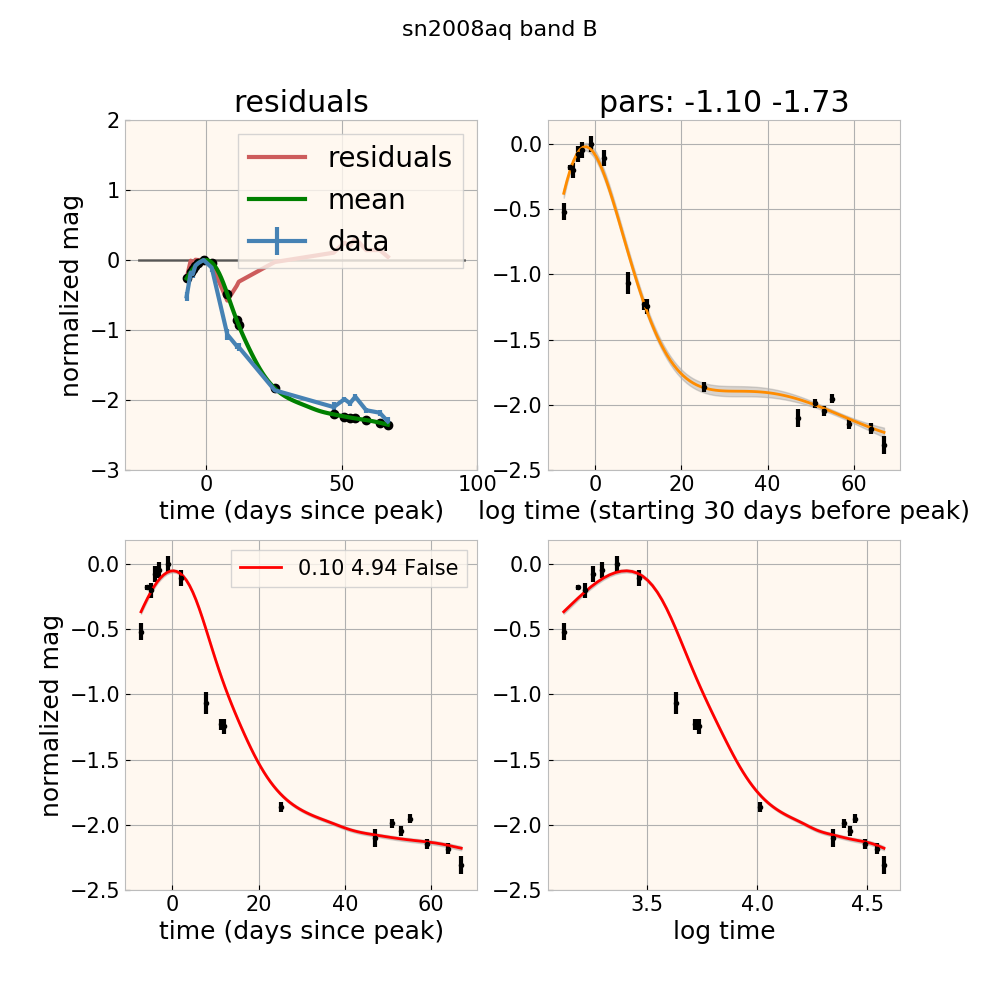 sn2008aq band B
residuals
pars: -1.10 -1.73
normalized mag
2
1
0
−1
−2
−3
residuals
mean
data
0
50
100
time (days since peak)
0.0
−0.5
−1.0
−1.5
−2.0
−2.5
0
20
40
60
log time (starting 30 days before peak)
normalized mag
0.0
−0.5
−1.0
−1.5
−2.0
−2.5
0.10 4.94 False
0
20
40
60
time (days since peak)
0.0
−0.5
−1.0
−1.5
−2.0
−2.5
3.5
4.0
4.5
log time